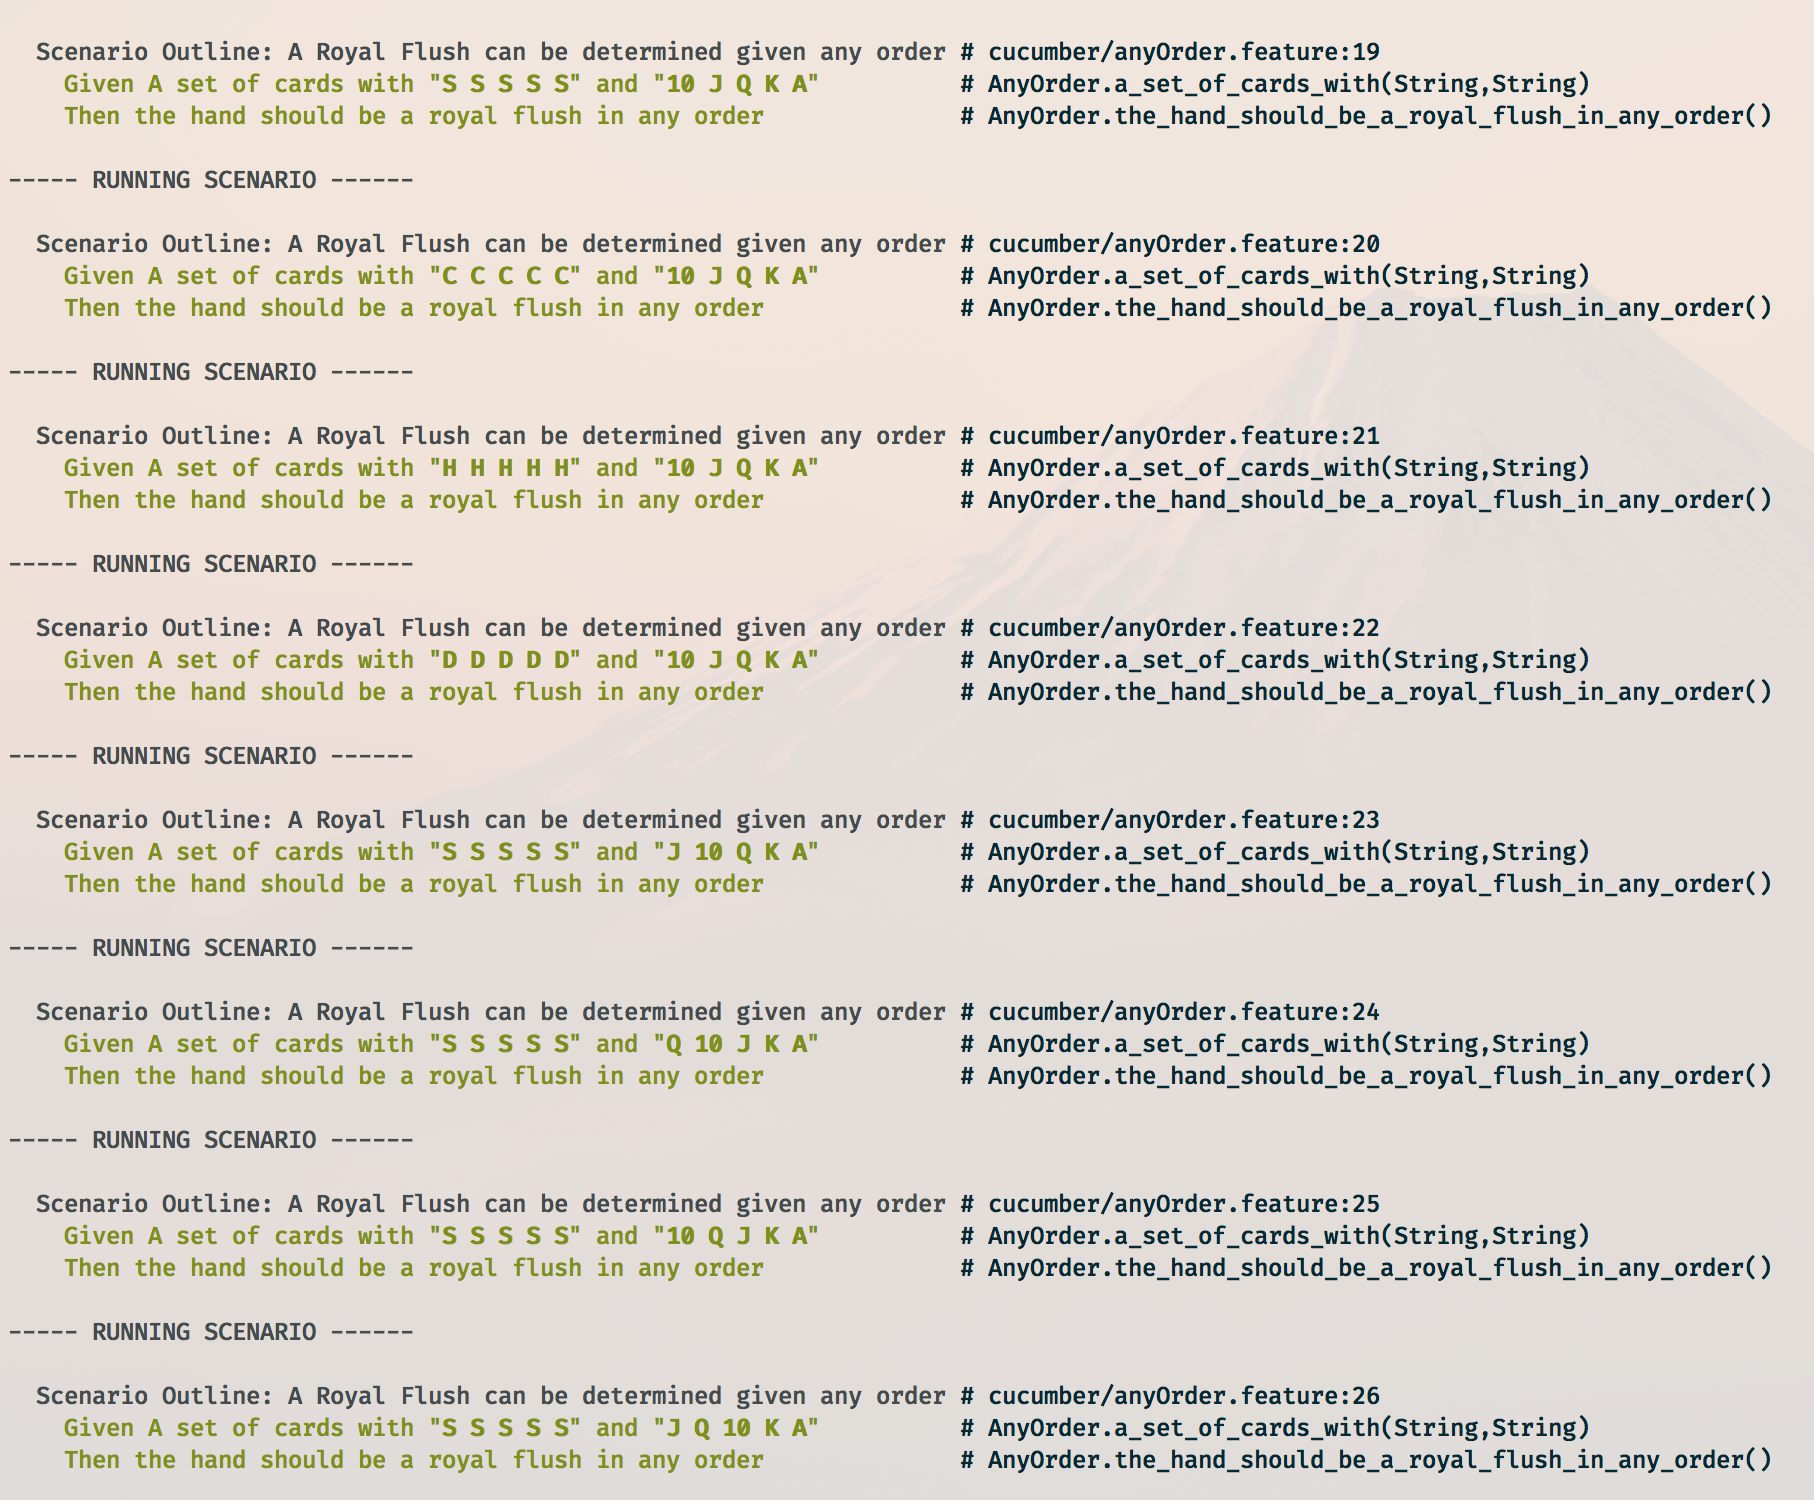 Scenario Outline: A Royal Flush can be determined given any order # cucumber/anyOrder.feature:19
Given A set of cards with "S S S S S" and "10 J Q K A" # AnyOrder.a_set_of_cards_with(String,String)
Then the hand should be a royal flush in any order # AnyOrder.the_hand_should_be_a_royal_flush_in_any_order()
----- RUNNING SCENARIO ------
Scenario Outline: A Royal Flush can be determined given any order # cucumber/anyOrder.feature:20
Given A set of cards with "C C C C C" and "10 J Q K A" # AnyOrder.a_set_of_cards_with(String,String)
Then the hand should be a royal flush in any order # AnyOrder.the_hand_should_be_a_royal_flush_in_any_order()
----- RUNNING SCENARIO ------
Scenario Outline: A Royal Flush can be determined given any order # cucumber/anyOrder.feature:21
Given A set of cards with "H H H H H" and "10 J Q K A" # AnyOrder.a_set_of_cards_with(String,String)
Then the hand should be a royal flush in any order # AnyOrder.the_hand_should_be_a_royal_flush_in_any_order()
----- RUNNING SCENARIO ------
Scenario Outline: A Royal Flush can be determined given any order # cucumber/anyOrder.feature:22
Given A set of cards with "D D D D D" and "10 J Q K A" # AnyOrder.a_set_of_cards_with(String,String)
Then the hand should be a royal flush in any order # AnyOrder.the_hand_should_be_a_royal_flush_in_any_order()
----- RUNNING SCENARIO ------
Scenario Outline: A Royal Flush can be determined given any order # cucumber/anyOrder.feature:23
Given A set of cards with "S S S S S" and "J 10 Q K A" # AnyOrder.a_set_of_cards_with(String,String)
Then the hand should be a royal flush in any order # AnyOrder.the_hand_should_be_a_royal_flush_in_any_order()
----- RUNNING SCENARIO ------
Scenario Outline: A Royal Flush can be determined given any order # cucumber/anyOrder.feature:24
Given A set of cards with "S S S S S" and "Q 10 J K A" # AnyOrder.a_set_of_cards_with(String,String)
Then the hand should be a royal flush in any order # AnyOrder.the_hand_should_be_a_royal_flush_in_any_order()
----- RUNNING SCENARIO ------
Scenario Outline: A Royal Flush can be determined given any order # cucumber/anyOrder.feature:25
Given A set of cards with "S S S S S" and "10 Q J K A" # AnyOrder.a_set_of_cards_with(String,String)
Then the hand should be a royal flush in any order # AnyOrder.the_hand_should_be_a_royal_flush_in_any_order()
----- RUNNING SCENARIO ------
Scenario Outline: A Royal Flush can be determined given any order # cucumber/anyOrder.feature:26
Given A set of cards with "S S S S S" and "J Q 10 K A" # AnyOrder.a_set_of_cards_with(String,String)
Then the hand should be a royal flush in any order # AnyOrder.the_hand_should_be_a_royal_flush_in_any_order()